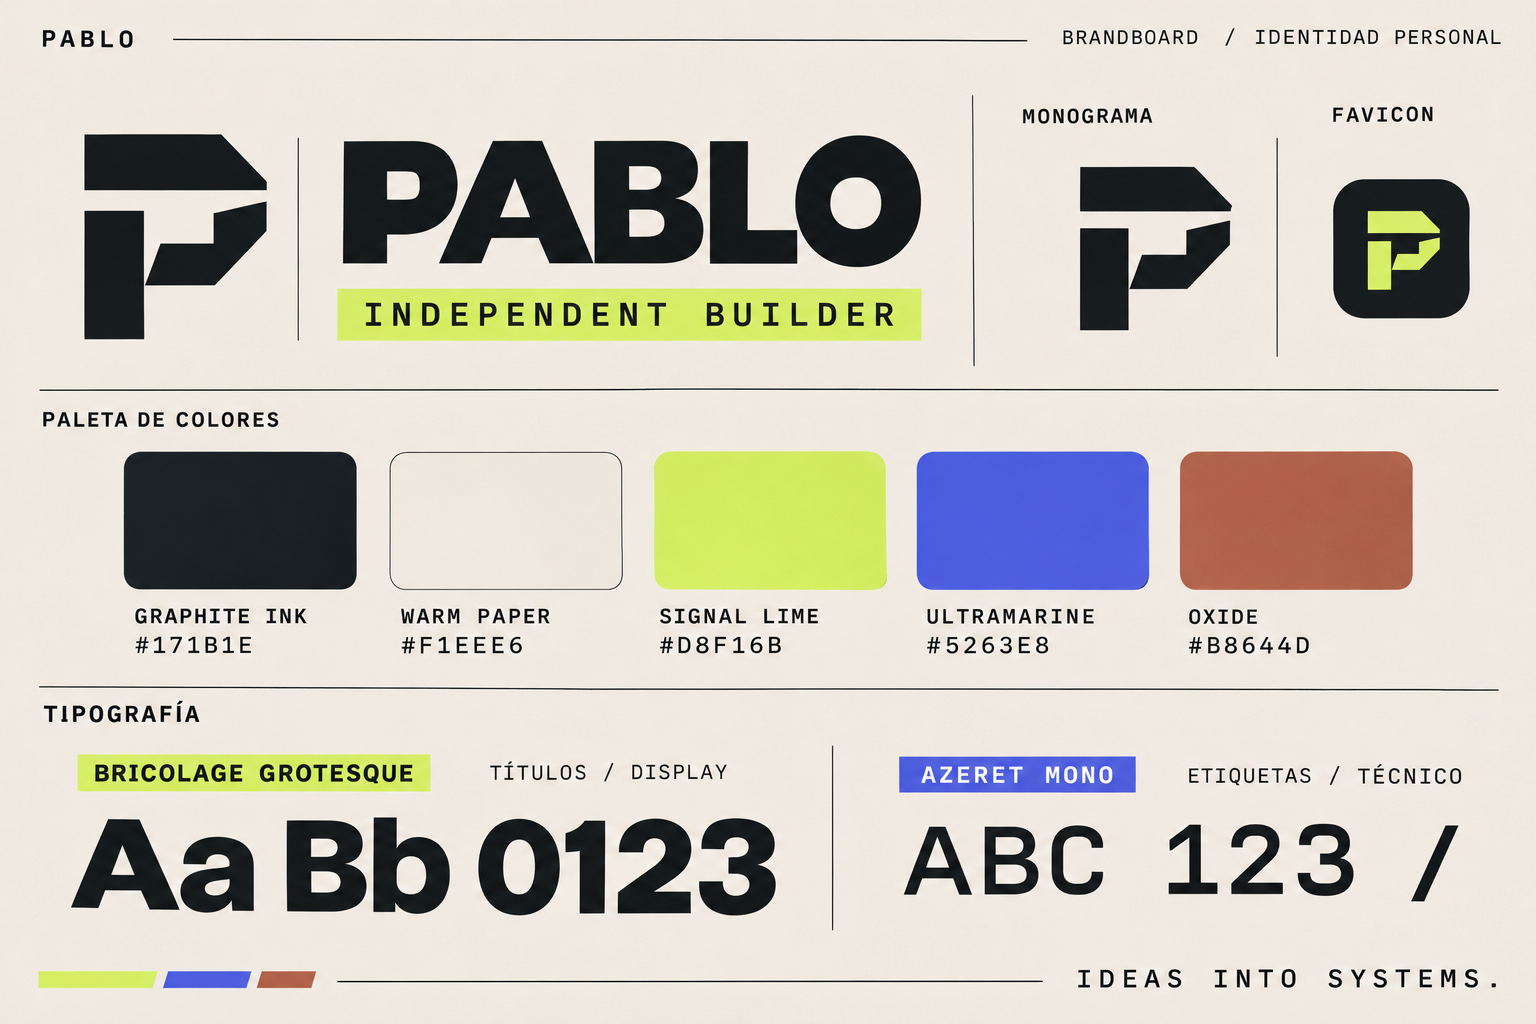 PABLO
BRANDBOARD / IDENTIDAD PERSONAL
PABLO
INDEPENDENT BUILDER
MONOGRAMA
FAVICON
PALETA DE COLORES
GRAPHITE INK
#171B1E
WARM PAPER
#F1EEE6
SIGNAL LIME
#D8F16B
ULTRAMARINE
#5263E8
OXIDE
#B8644D
TIPOGRAFÍA
BRICOLAGE GROTESQUE
TÍTULOS / DISPLAY
Aa Bb 0123
AZERET MONO
ETIQUETAS / TÉCNICO
ABC 123 /
IDEAS INTO SYSTEMS.